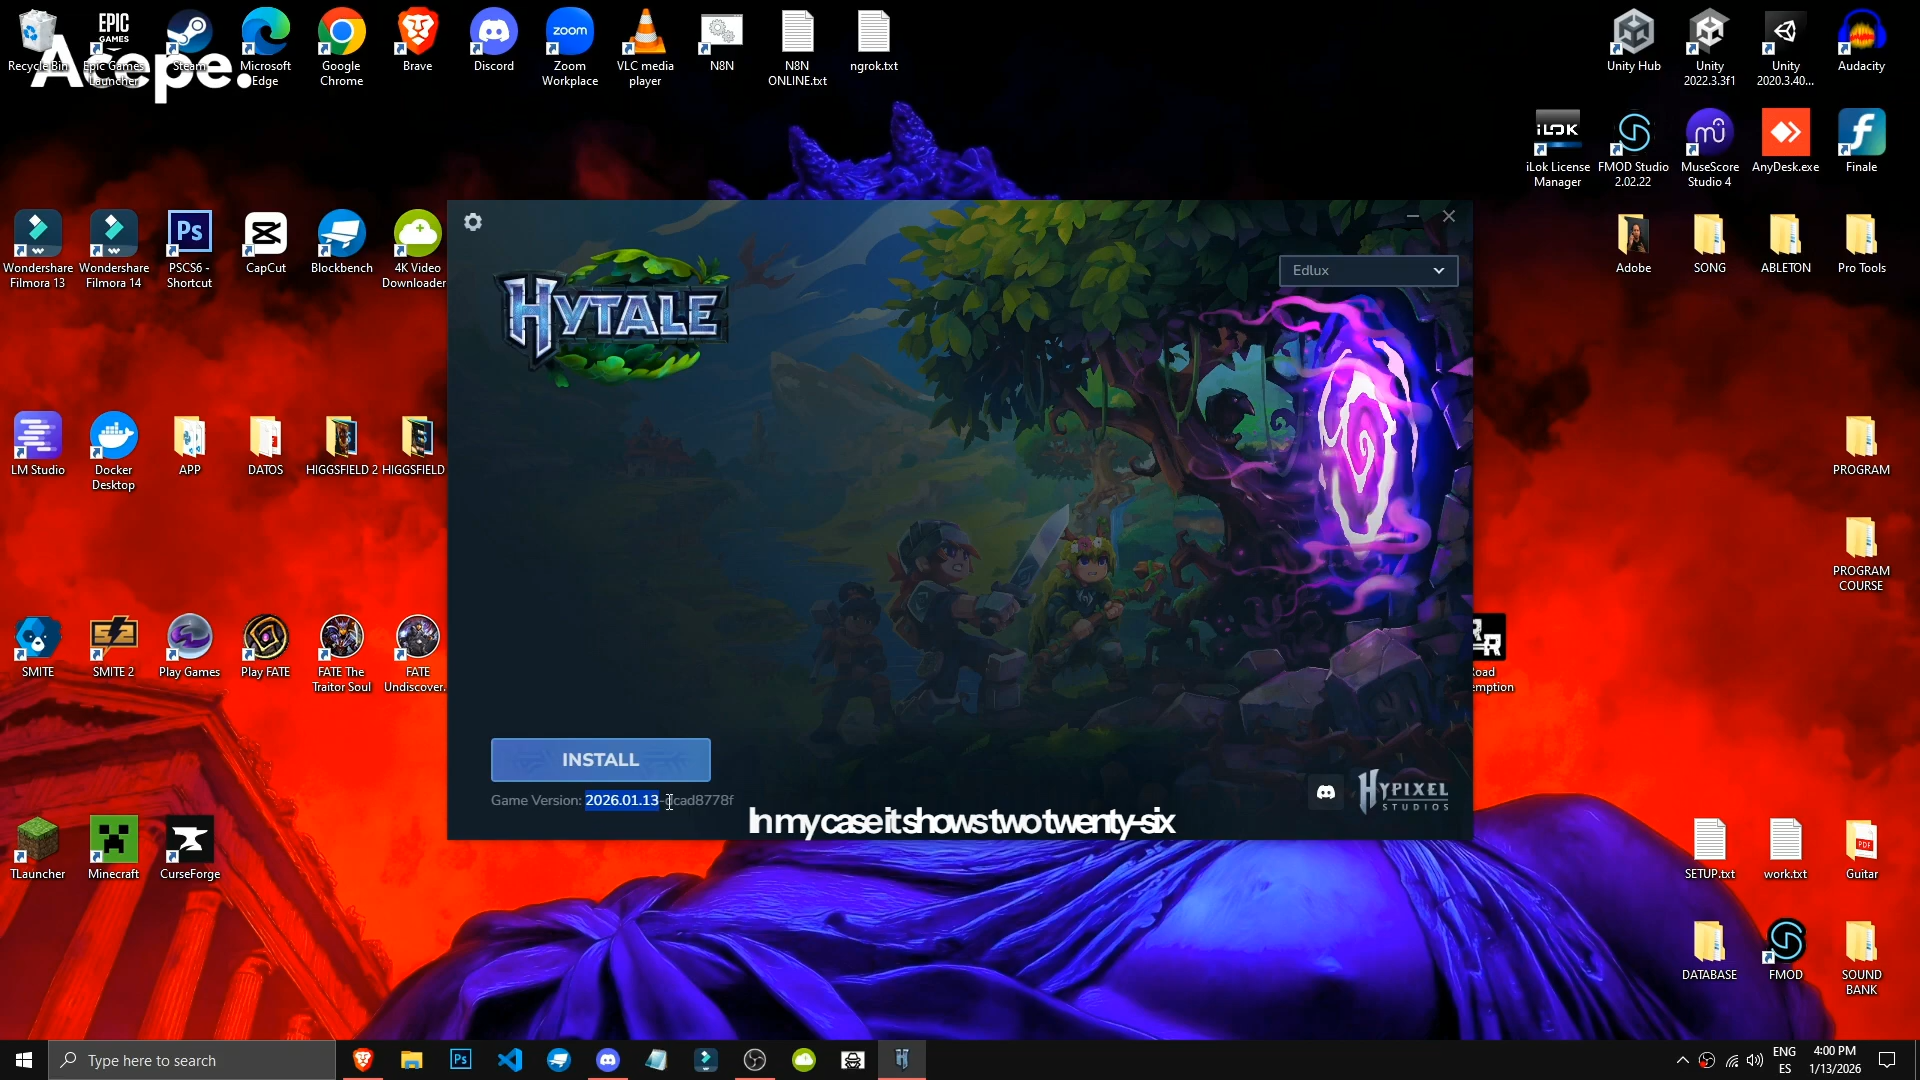 Atepe.
Recycle Bin
Epic Games
Launcher
Steam
Microsoft
Edge
Google
Chrome
Brave
Discord
zoom
Zoom
Workplace
VLC media
player
N8N
N8N
ONLINE.txt
ngrok.txt
Unity Hub
Unity
2022.3.3f1
Unity
2020.3.40...
Audacity
iLOK
iLok License
Manager
FMOD Studio
2.02.22
MuseScore
Studio 4
AnyDesk.exe
Finale
Wondershare
Filmora 13
Wondershare
Filmora 14
Ps
PSCS6 -
Shortcut
CapCut
Blockbench
4K Video
Downloader
Adobe
SONG
ABLETON
Pro Tools
HYTALE
Edlux
LM Studio
Docker
Desktop
APP
DATOS
HIGGSFIELD 2
HIGGSFIELD
PROGRAM
PROGRAM
COURSE
SMITE
SMITE 2
Play Games
Play FATE
FATE The
Traitor Soul
FATE
Undiscover.
INSTALL
Game Version: 2026.01.13-dcad8778f
HYPIXEL
STUDIOS
In my case it shows two twenty-six
TLauncher
Minecraft
CurseForge
SETUP.txt
work.txt
PDF
Guitar
DATABASE
FMOD
SOUND
BANK
Type here to search
Ps
ENG
ES
4:00 PM
1/13/2026